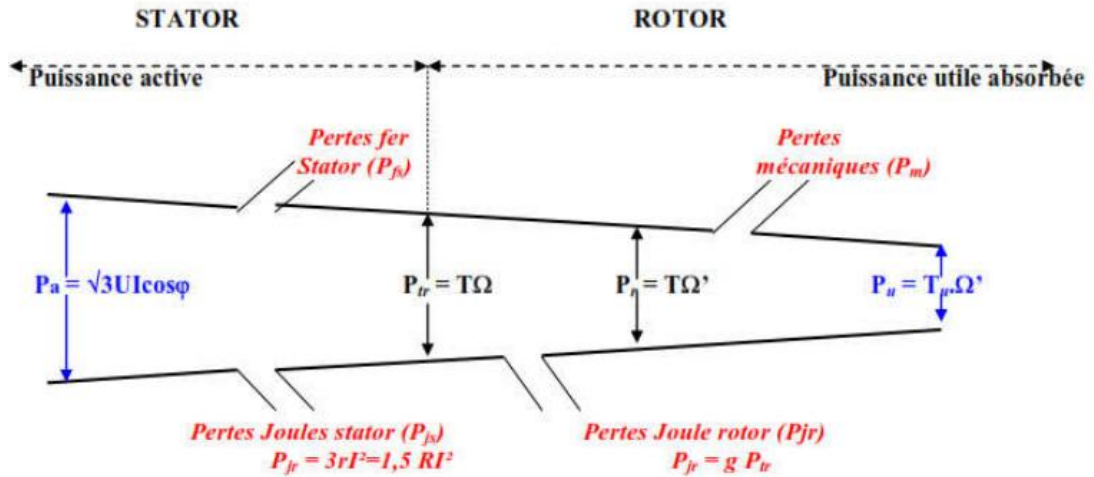 STATOR
ROTOR
Puissance active
Puissance utile absorbée
Pertes fer
Stator (Pfs)
Pertes
mécaniques (Pm)
Pa = √3UIcosφ
Ptr = TΩ
Pr = TΩ’
Pu = Tu.Ω’
Pertes Joules stator (Pjs)
Pjr = 3rI²=1,5 RI²
Pertes Joule rotor (Pjr)
Pjr = g Ptr